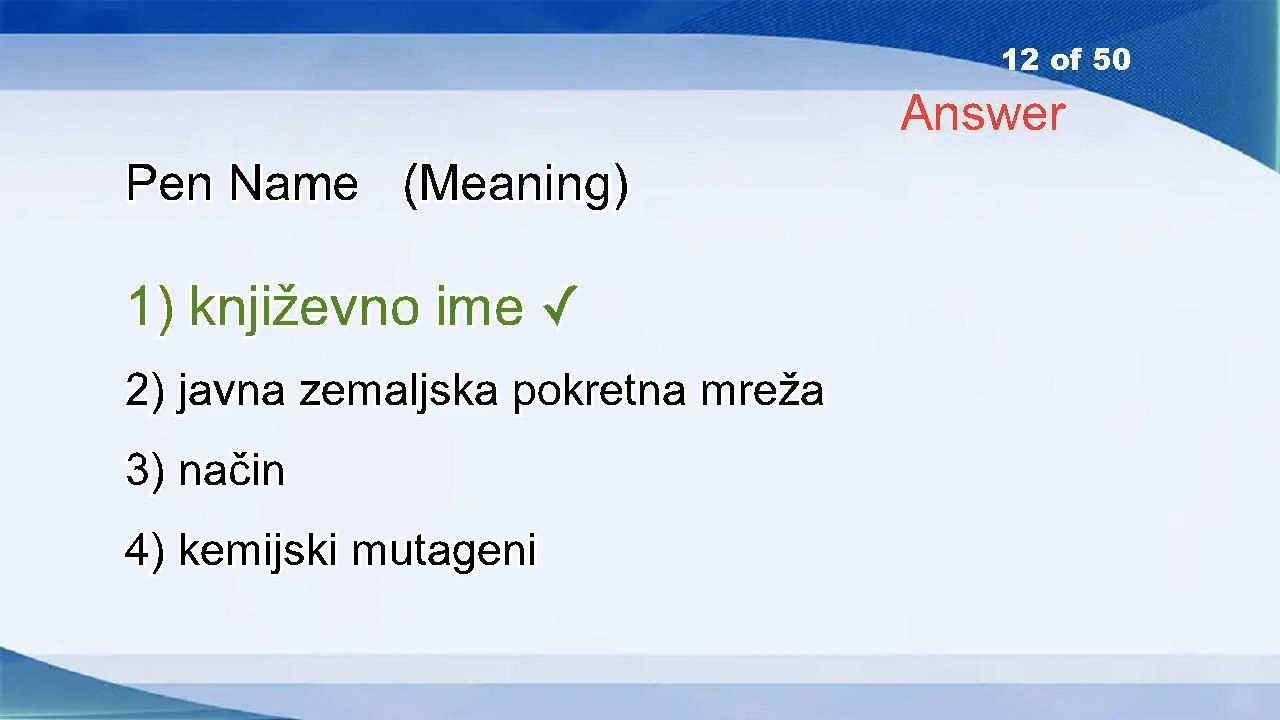 12 of 50
Answer
Pen Name (Meaning)
1) književno ime ✓
2) javna zemaljska pokretna mreža
3) način
4) kemijski mutageni